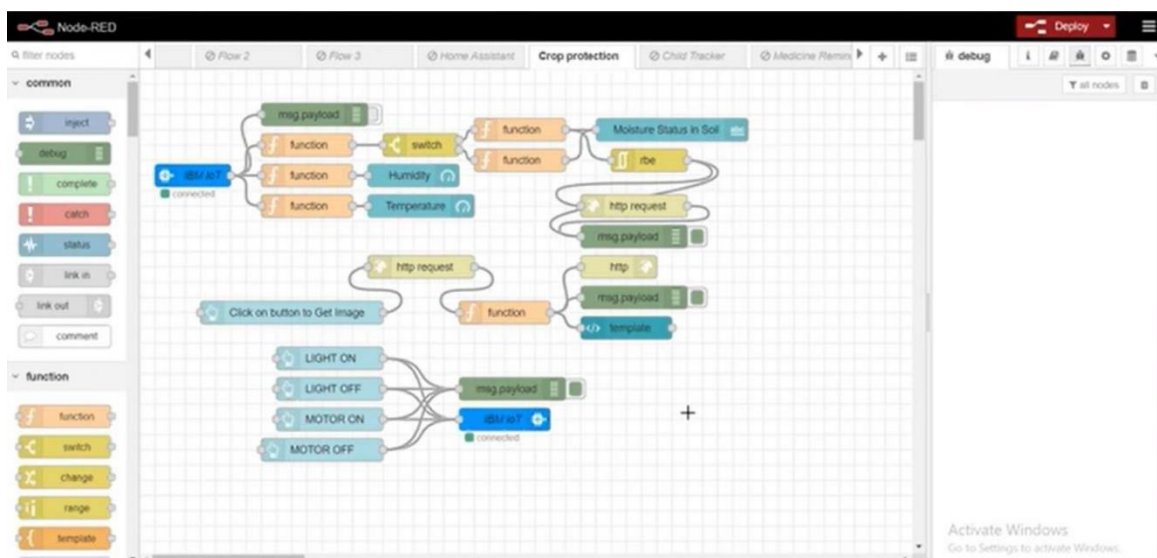 Node-RED
Deploy
filter nodes
Flow 2
Flow 3
Home Assistant
Crop protection
Child Tracker
Medicine Remin
debug
i
all nodes
common
inject
debug
complete
catch
status
link in
link out
comment
function
function
switch
change
range
template
msg.payload
function
switch
function
Moisture Status in Soil
abc
function
rbe
IBM IoT
connected
function
Humidity
function
Temperature
http request
msg.payload
http request
http
Click on button to Get Image
function
msg.payload
template
LIGHT ON
LIGHT OFF
msg.payload
MOTOR ON
IBM IoT
connected
MOTOR OFF
Activate Windows
Go to Settings to activate Windows.